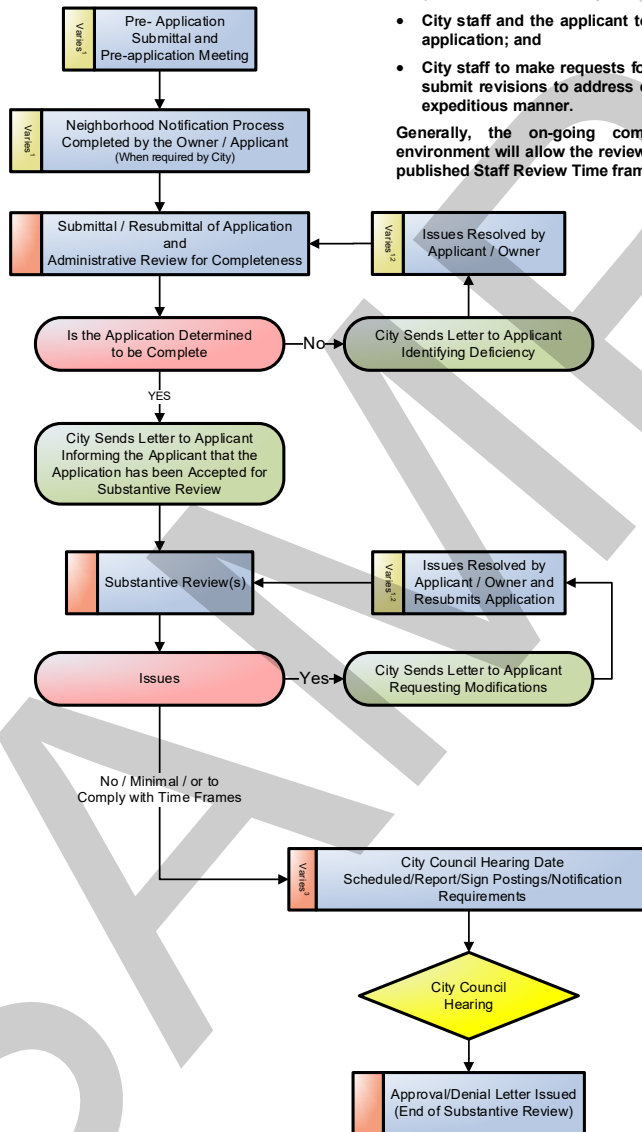 Varies¹
Pre- Application
Submittal and
Pre-application Meeting
• City staff and the applicant to
application; and
• City staff to make requests fo
submit revisions to address
expeditious manner.
Generally, the on-going com
environment will allow the review
published Staff Review Time fram
Varies¹
Neighborhood Notification Process
Completed by the Owner / Applicant
(When required by City)
Submittal / Resubmittal of Application
and
Administrative Review for Completeness
Varies¹,²
Issues Resolved by
Applicant / Owner
Is the Application Determined
to be Complete
No
City Sends Letter to Applicant
Identifying Deficiency
YES
City Sends Letter to Applicant
Informing the Applicant that the
Application has been Accepted for
Substantive Review
Substantive Review(s)
Varies¹,²
Issues Resolved by
Applicant / Owner and
Resubmits Application
Issues
Yes
City Sends Letter to Applicant
Requesting Modifications
No / Minimal / or to
Comply with Time Frames
Varies³
City Council Hearing Date
Scheduled/Report/Sign Postings/Notification
Requirements
City Council
Hearing
Approval/Denial Letter Issued
(End of Substantive Review)